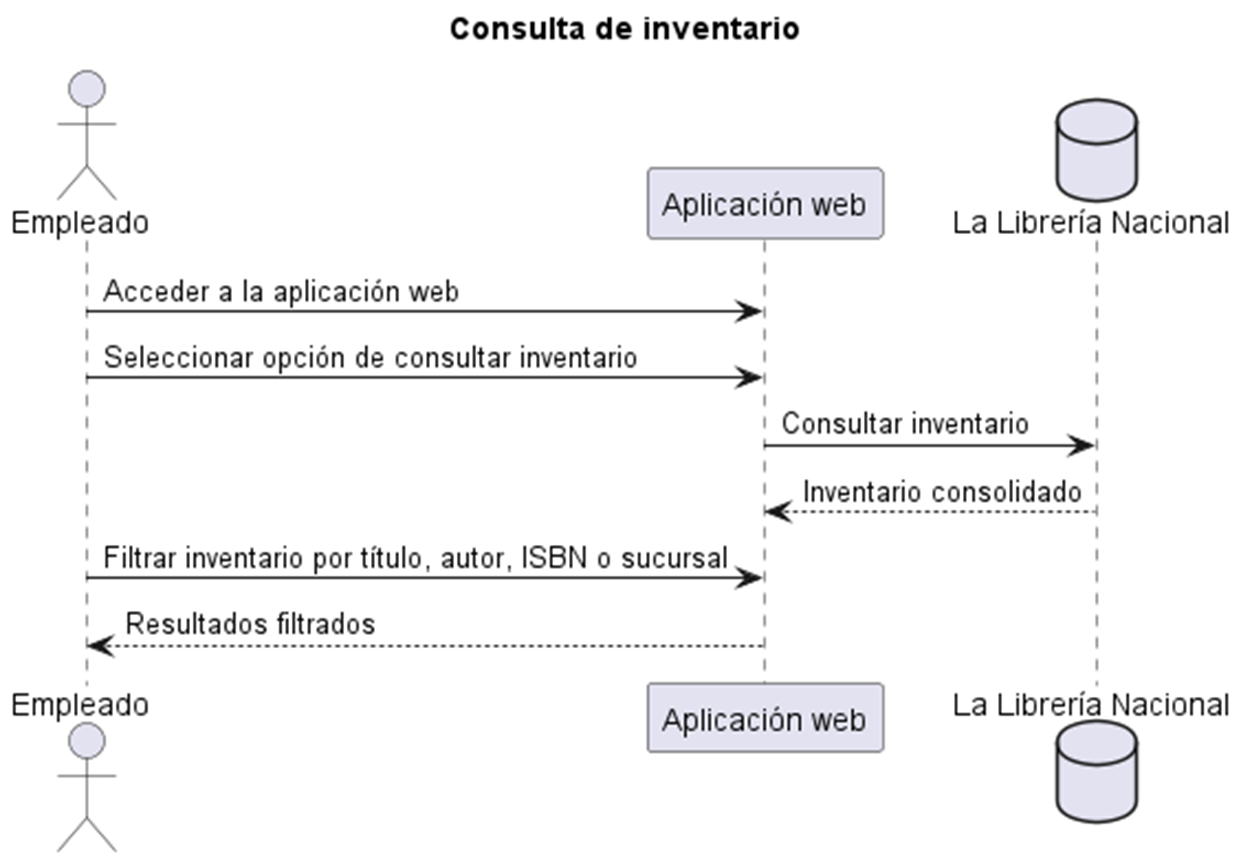 Consulta de inventario
Empleado
Aplicación web
La Librería Nacional
Acceder a la aplicación web
Seleccionar opción de consultar inventario
Consultar inventario
Inventario consolidado
Filtrar inventario por título, autor, ISBN o sucursal
Resultados filtrados
Empleado
Aplicación web
La Librería Nacional